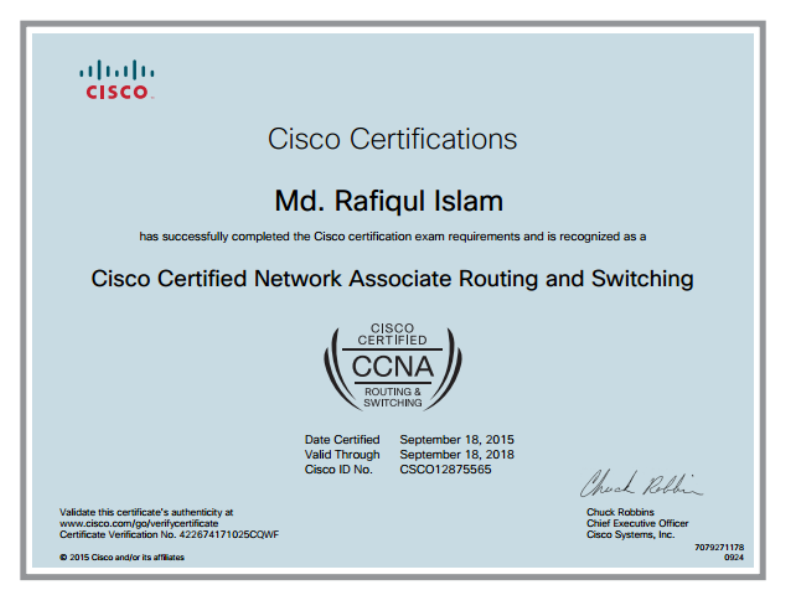 CISCO
Cisco Certifications
Md. Rafiqul Islam
has successfully completed the Cisco certification exam requirements and is recognized as a
Cisco Certified Network Associate Routing and Switching
CISCO
CERTIFIED
CCNA
ROUTING &
SWITCHING
Date Certified September 18, 2015
Valid Through September 18, 2018
Cisco ID No. CSCO12875565
Chuck Robbins
Validate this certificate's authenticity at
www.cisco.com/go/verifycertificate
Certificate Verification No. 422674171025CQWF
Chuck Robbins
Chief Executive Officer
Cisco Systems, Inc.
7079271178
0924
© 2015 Cisco and/or its affiliates